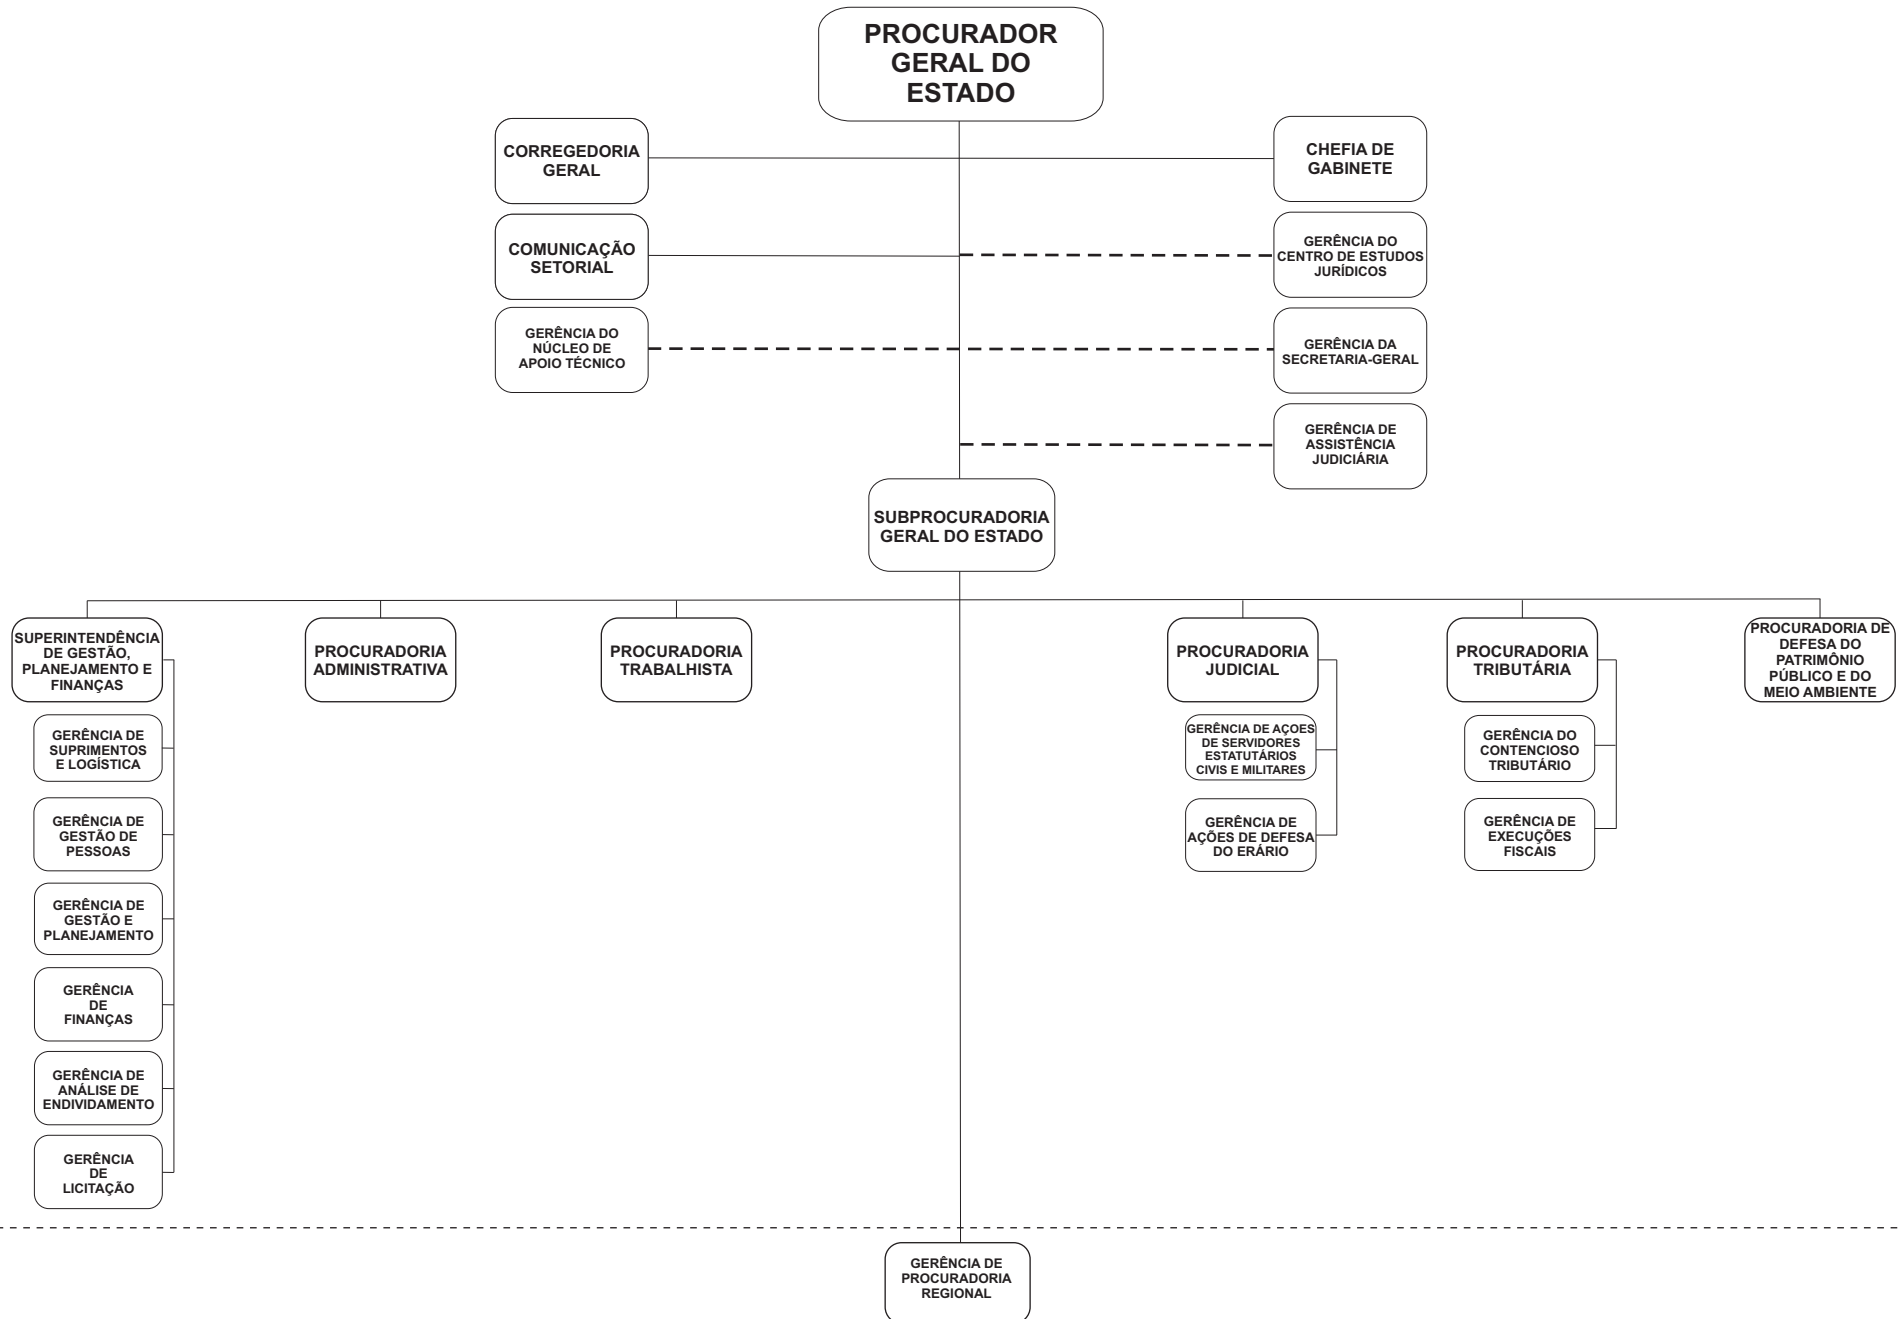 PROCURADOR
GERAL DO
ESTADO
CORREGEDORIA
GERAL
CHEFIA DE
GABINETE
COMUNICAÇÃO
SETORIAL
GERÊNCIA DO
CENTRO DE ESTUDOS
JURÍDICOS
GERÊNCIA DO
NÚCLEO DE
APOIO TÉCNICO
GERÊNCIA DA
SECRETARIA-GERAL
GERÊNCIA DE
ASSISTÊNCIA
JUDICIÁRIA
SUBPROCURADORIA
GERAL DO ESTADO
SUPERINTENDÊNCIA
DE GESTÃO,
PLANEJAMENTO E
FINANÇAS
PROCURADORIA
ADMINISTRATIVA
PROCURADORIA
TRABALHISTA
PROCURADORIA
JUDICIAL
PROCURADORIA
TRIBUTÁRIA
PROCURADORIA DE
DEFESA DO
PATRIMÔNIO
PÚBLICO E DO
MEIO AMBIENTE
GERÊNCIA DE
SUPRIMENTOS
E LOGÍSTICA
GERÊNCIA DE
GESTÃO DE
PESSOAS
GERÊNCIA DE
GESTÃO E
PLANEJAMENTO
GERÊNCIA
DE
FINANÇAS
GERÊNCIA DE
ANÁLISE DE
ENDIVIDAMENTO
GERÊNCIA
DE
LICITAÇÃO
GERÊNCIA DE AÇOES
DE SERVIDORES
ESTATUTÁRIOS
CIVIS E MILITARES
GERÊNCIA DE
AÇÕES DE DEFESA
DO ERÁRIO
GERÊNCIA DO
CONTENCIOSO
TRIBUTÁRIO
GERÊNCIA DE
EXECUÇÕES
FISCAIS
GERÊNCIA DE
PROCURADORIA
REGIONAL